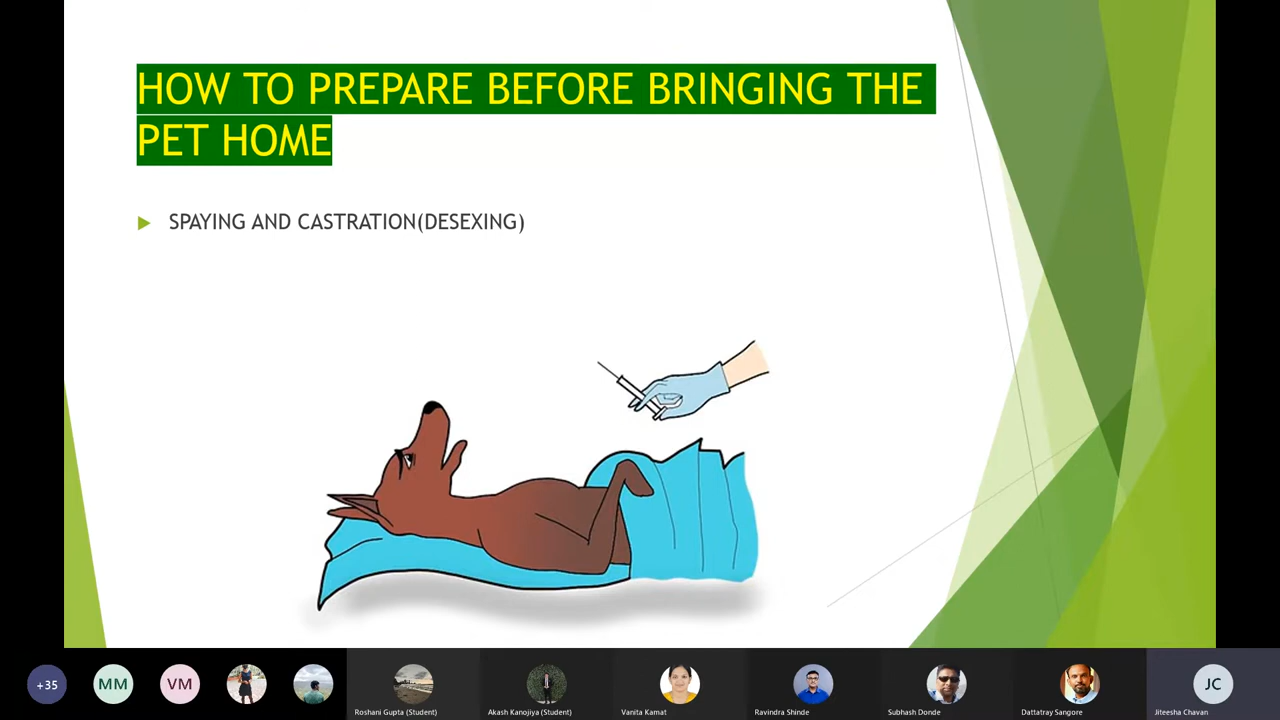 HOW TO PREPARE BEFORE BRINGING THE
PET HOME
SPAYING AND CASTRATION(DESEXING)
+35
MM
VM
JC
Roshani Gupta (Student)
Akash Kanojiya (Student)
Vanita Kamat
Ravindra Shinde
Subhash Donde
Dattatray Sangore
Jiteesha Chavan